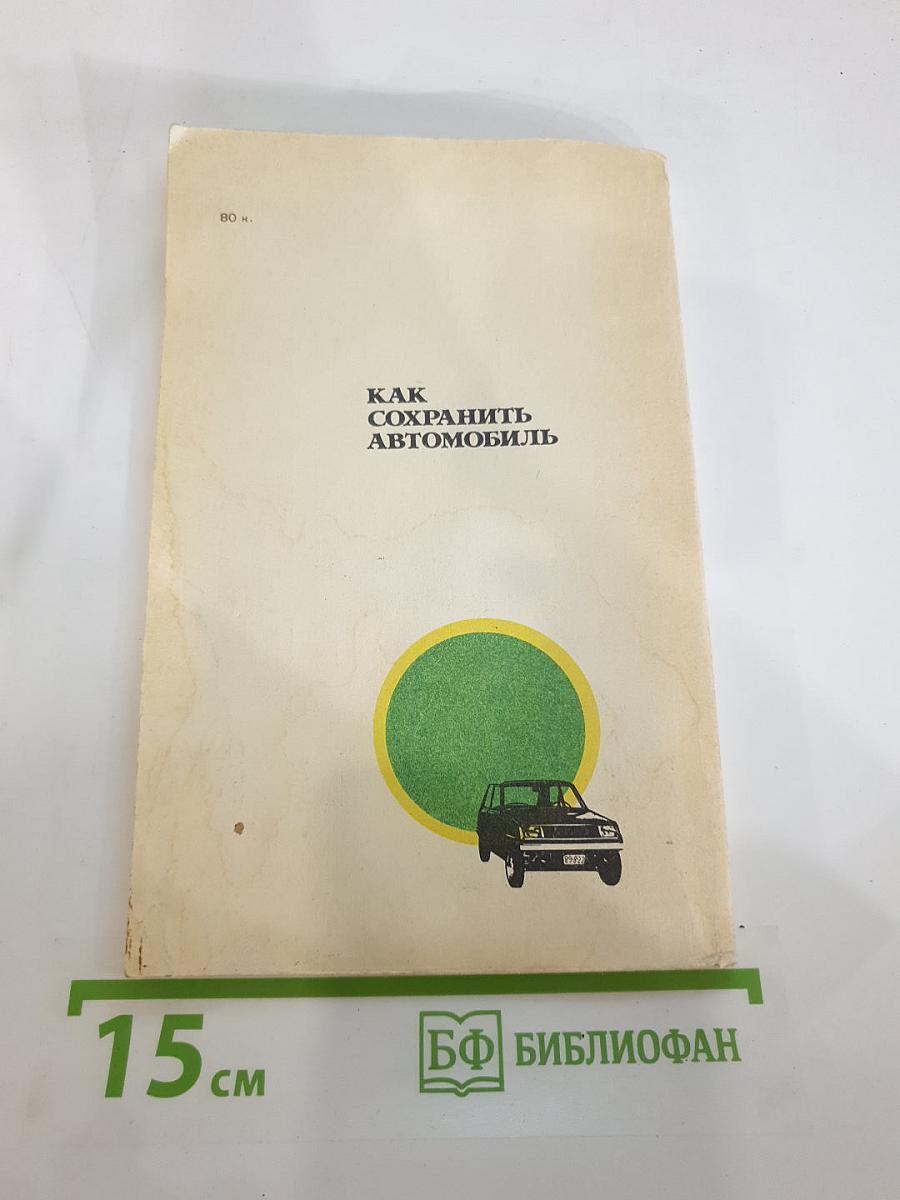 80 к.
КАК
СОХРАНИТЬ
АВТОМОБИЛЬ
15 см
БФ БИБЛИОФАН